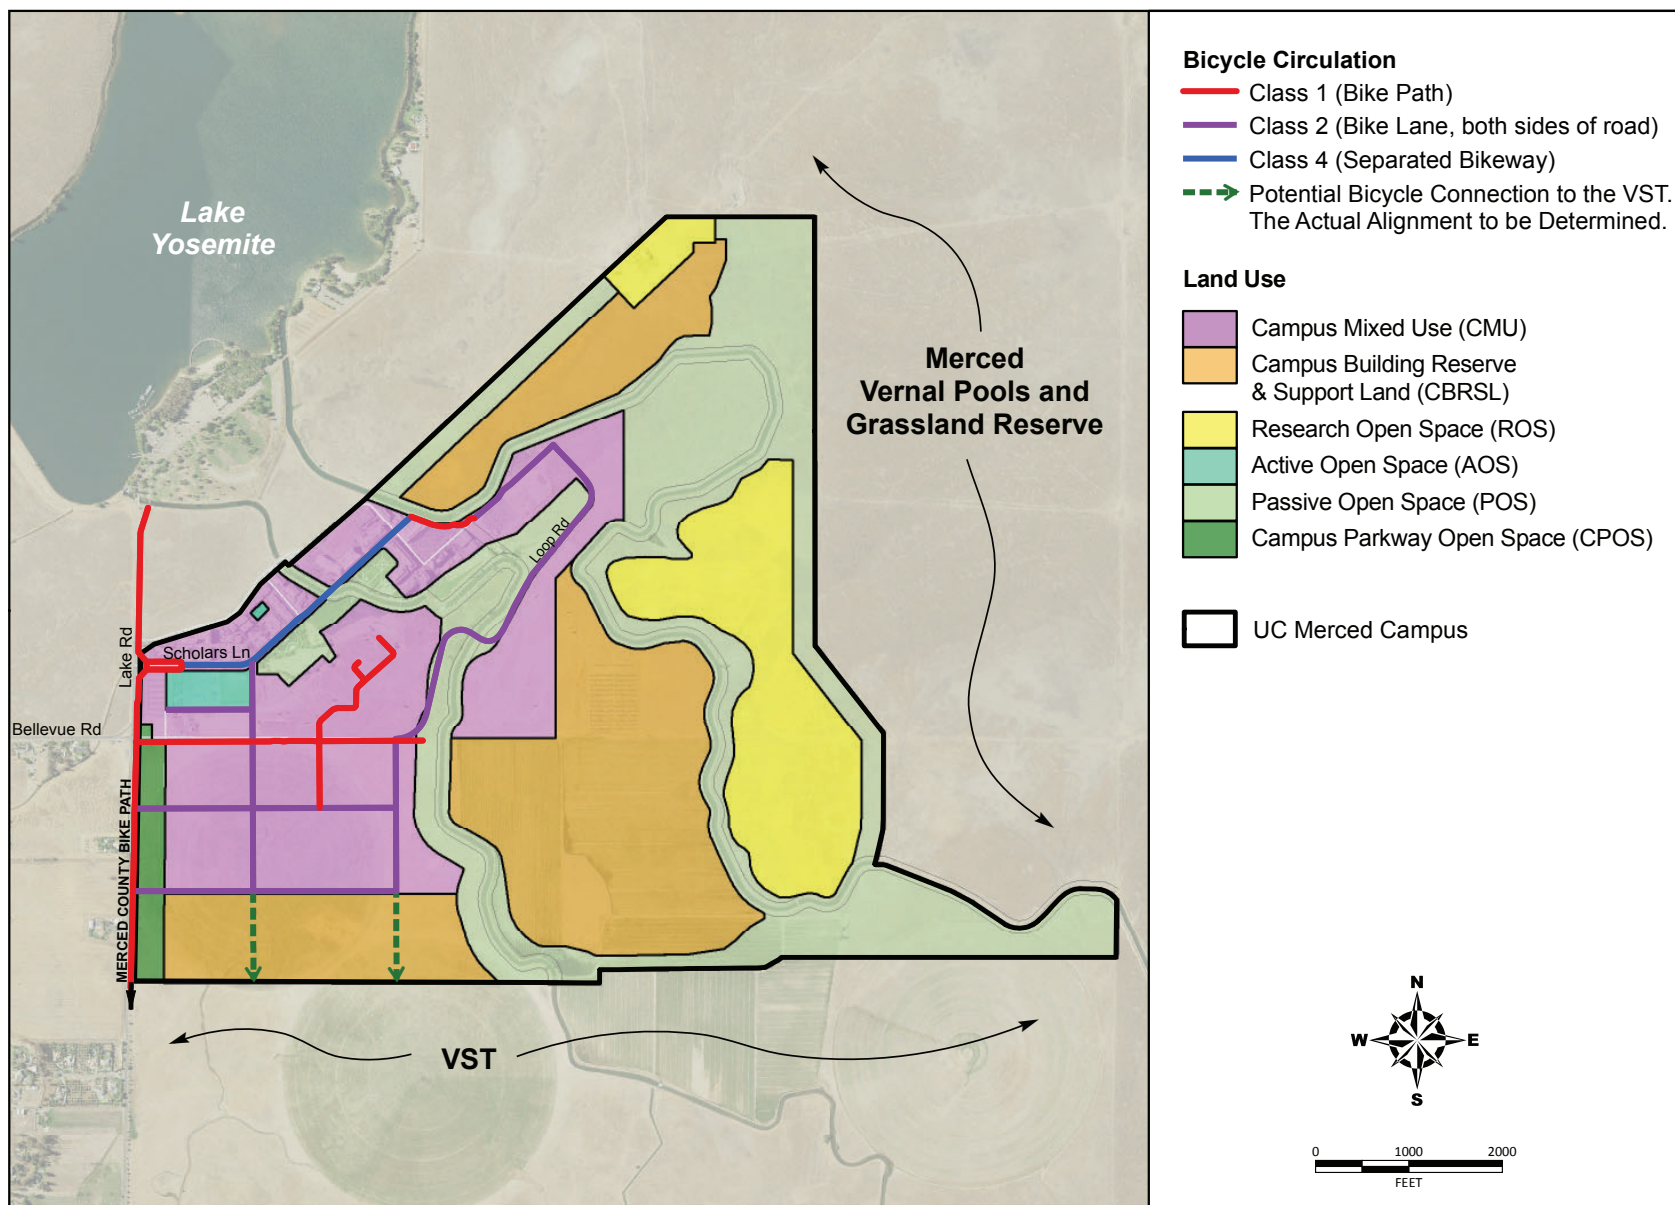 Lake
Yosemite
Merced
Vernal Pools and
Grassland Reserve
Loop Rd
Scholars Ln
Lake Rd
Bellevue Rd
MERCED COUNTY BIKE PATH
VST
Bicycle Circulation
Class 1 (Bike Path)
Class 2 (Bike Lane, both sides of road)
Class 4 (Separated Bikeway)
Potential Bicycle Connection to the VST.
The Actual Alignment to be Determined.
Land Use
Campus Mixed Use (CMU)
Campus Building Reserve
& Support Land (CBRSL)
Research Open Space (ROS)
Active Open Space (AOS)
Passive Open Space (POS)
Campus Parkway Open Space (CPOS)
UC Merced Campus
N
W E
S
0 1000 2000
FEET